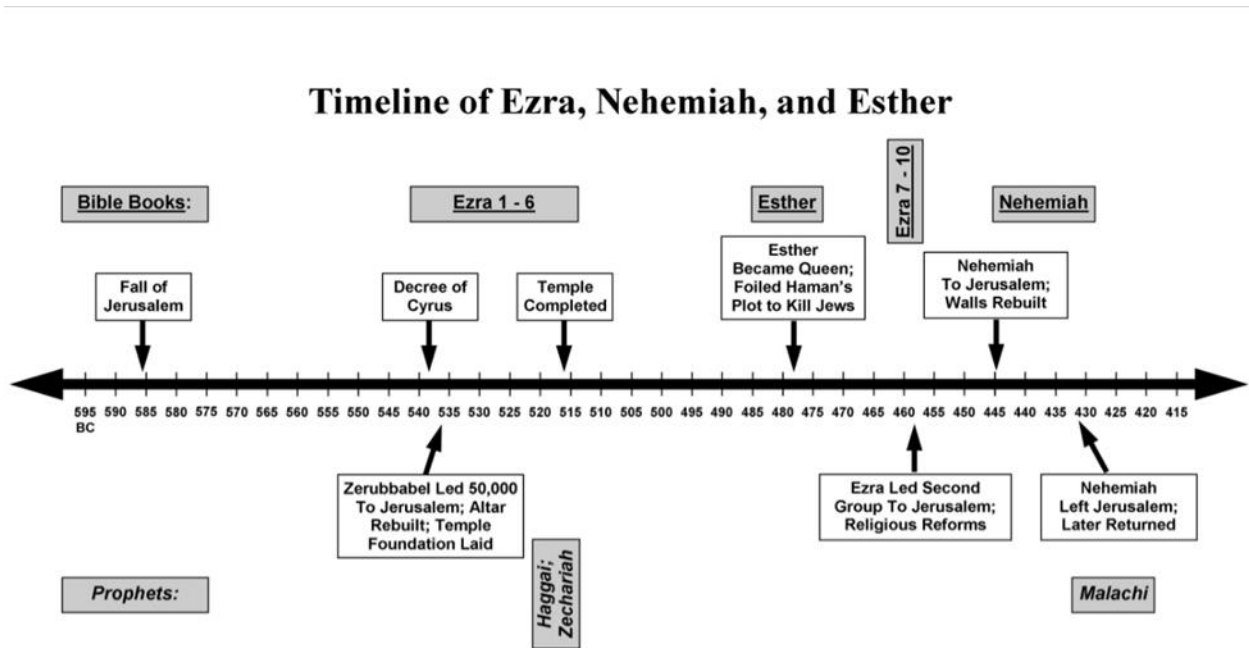 Timeline of Ezra, Nehemiah, and Esther
Bible Books:
Ezra 1 - 6
Esther
Ezra 7 - 10
Nehemiah
Fall of
Jerusalem
Decree of
Cyrus
Temple
Completed
Esther
Became Queen;
Foiled Haman's
Plot to Kill Jews
Nehemiah
To Jerusalem;
Walls Rebuilt
595 590 585 580 575 570 565 560 555 550 545 540 535 530 525 520 515 510 505 500 495 490 485 480 475 470 465 460 455 450 445 440 435 430 420 415
BC
Zerubbabel Led 50,000
To Jerusalem; Altar
Rebuilt; Temple
Foundation Laid
Ezra Led Second
Group To Jerusalem;
Religious Reforms
Nehemiah
Left Jerusalem;
Later Returned
Prophets:
Haggai;
Zechariah
Malachi